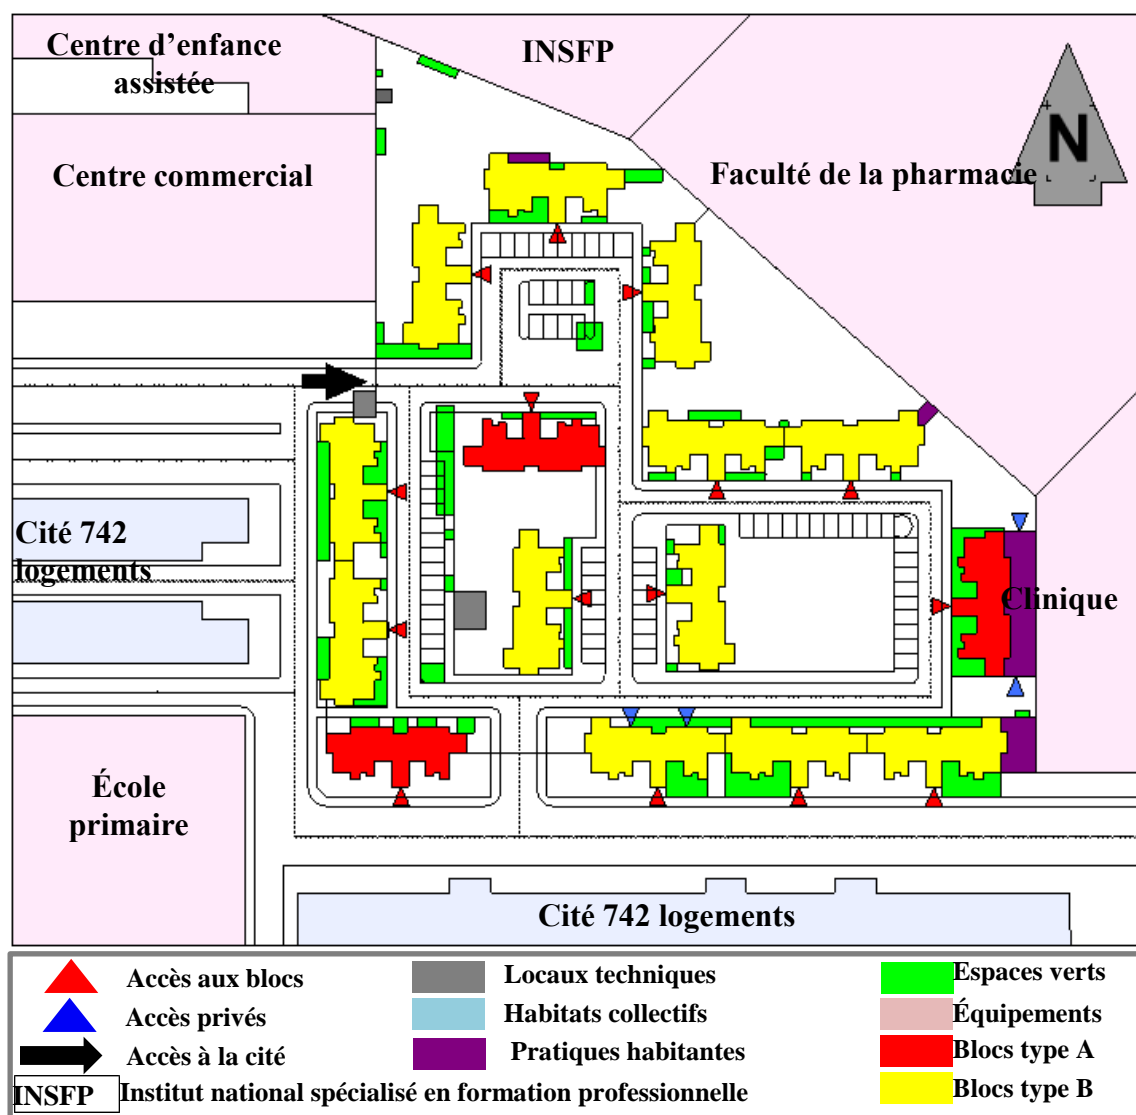 Centre d’enfance
assistée
INSFP
N
Centre commercial
Faculté de la pharmacie
Cité 742
logements
Clinique
École
primaire
Cité 742 logements
Accès aux blocs
Locaux techniques
Espaces verts
Accès privés
Habitats collectifs
Équipements
Accès à la cité
Pratiques habitantes
Blocs type A
INSFP Institut national spécialisé en formation professionnelle
Blocs type B